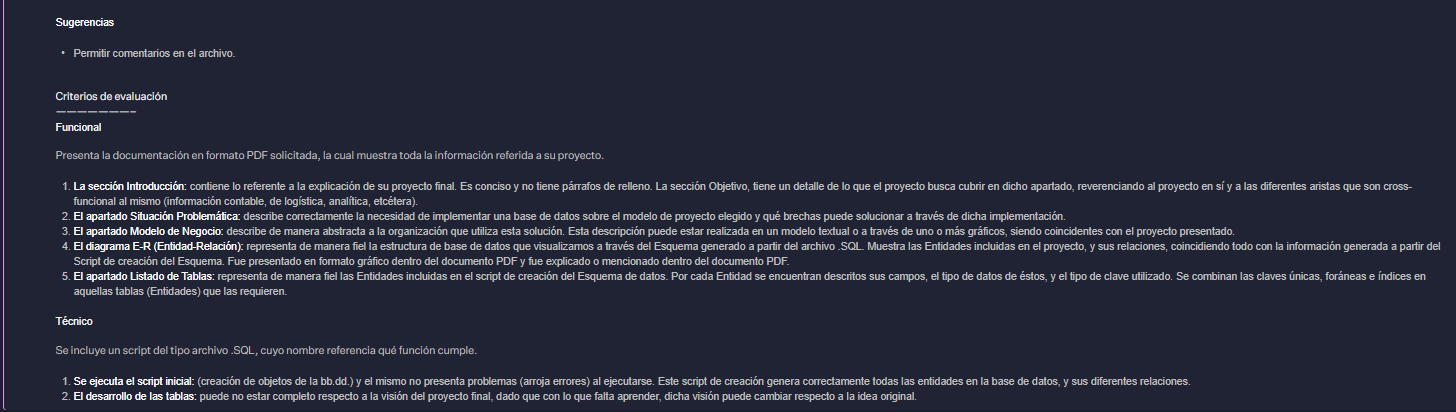 Sugerencias
• Permitir comentarios en el archivo.
Criterios de evaluación
———————–
Funcional
Presenta la documentación en formato PDF solicitada, la cual muestra toda la información referida a su proyecto.
1. La sección Introducción: contiene lo referente a la explicación de su proyecto final. Es conciso y no tiene párrafos de relleno. La sección Objetivo, tiene un detalle de lo que el proyecto busca cubrir en dicho apartado, reverenciando al proyecto en sí y a las diferentes aristas que son cross-
funcional al mismo (información contable, de logística, analítica, etcétera).
2. El apartado Situación Problemática: describe correctamente la necesidad de implementar una base de datos sobre el modelo de proyecto elegido y qué brechas puede solucionar a través de dicha implementación.
3. El apartado Modelo de Negocio: describe de manera abstracta a la organización que utiliza esta solución. Esta descripción puede estar realizada en un modelo textual o a través de uno o más gráficos, siendo coincidentes con el proyecto presentado.
4. El diagrama E-R (Entidad-Relación): representa de manera fiel la estructura de base de datos que visualizamos a través del Esquema generado a partir del archivo .SQL. Muestra las Entidades incluidas en el proyecto, y sus relaciones, coincidiendo todo con la información generada a partir del
Script de creación del Esquema. Fue presentado en formato gráfico dentro del documento PDF y fue explicado o mencionado dentro del documento PDF.
5. El apartado Listado de Tablas: representa de manera fiel las Entidades incluidas en el script de creación del Esquema de datos. Por cada Entidad se encuentran descritos sus campos, el tipo de datos de éstos, y el tipo de clave utilizado. Se combinan las claves únicas, foráneas e índices en
aquellas tablas (Entidades) que las requieren.
Técnico
Se incluye un script del tipo archivo .SQL, cuyo nombre referencia qué función cumple.
1. Se ejecuta el script inicial: (creación de objetos de la bb.dd.) y el mismo no presenta problemas (arroja errores) al ejecutarse. Este script de creación genera correctamente todas las entidades en la base de datos, y sus diferentes relaciones.
2. El desarrollo de las tablas: puede no estar completo respecto a la visión del proyecto final, dado que con lo que falta aprender, dicha visión puede cambiar respecto a la idea original.